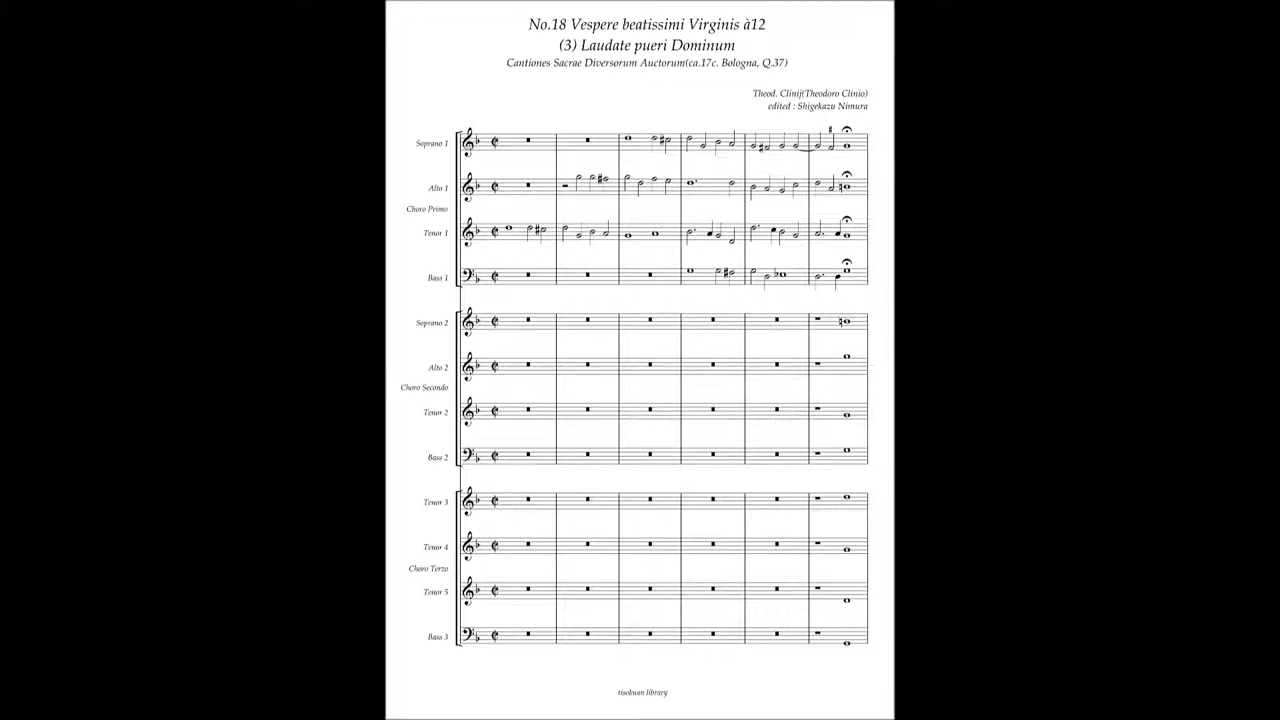 No.18 Vespere beatissimi Virginis à12
(3) Laudate pueri Dominum
Cantiones Sacrae Diversorum Auctorum(ca.17c. Bologna, Q.37)
Theod. Clinij(Theodoro Clinio)
edited : Shigekazu Nimura
Soprano 1
Alto 1
Choro Primo
Tenor 1
Bass 1
Soprano 2
Alto 2
Choro Secondo
Tenor 2
Bass 2
Tenor 3
Tenor 4
Choro Terzo
Tenor 5
Bass 3
tisokuan library